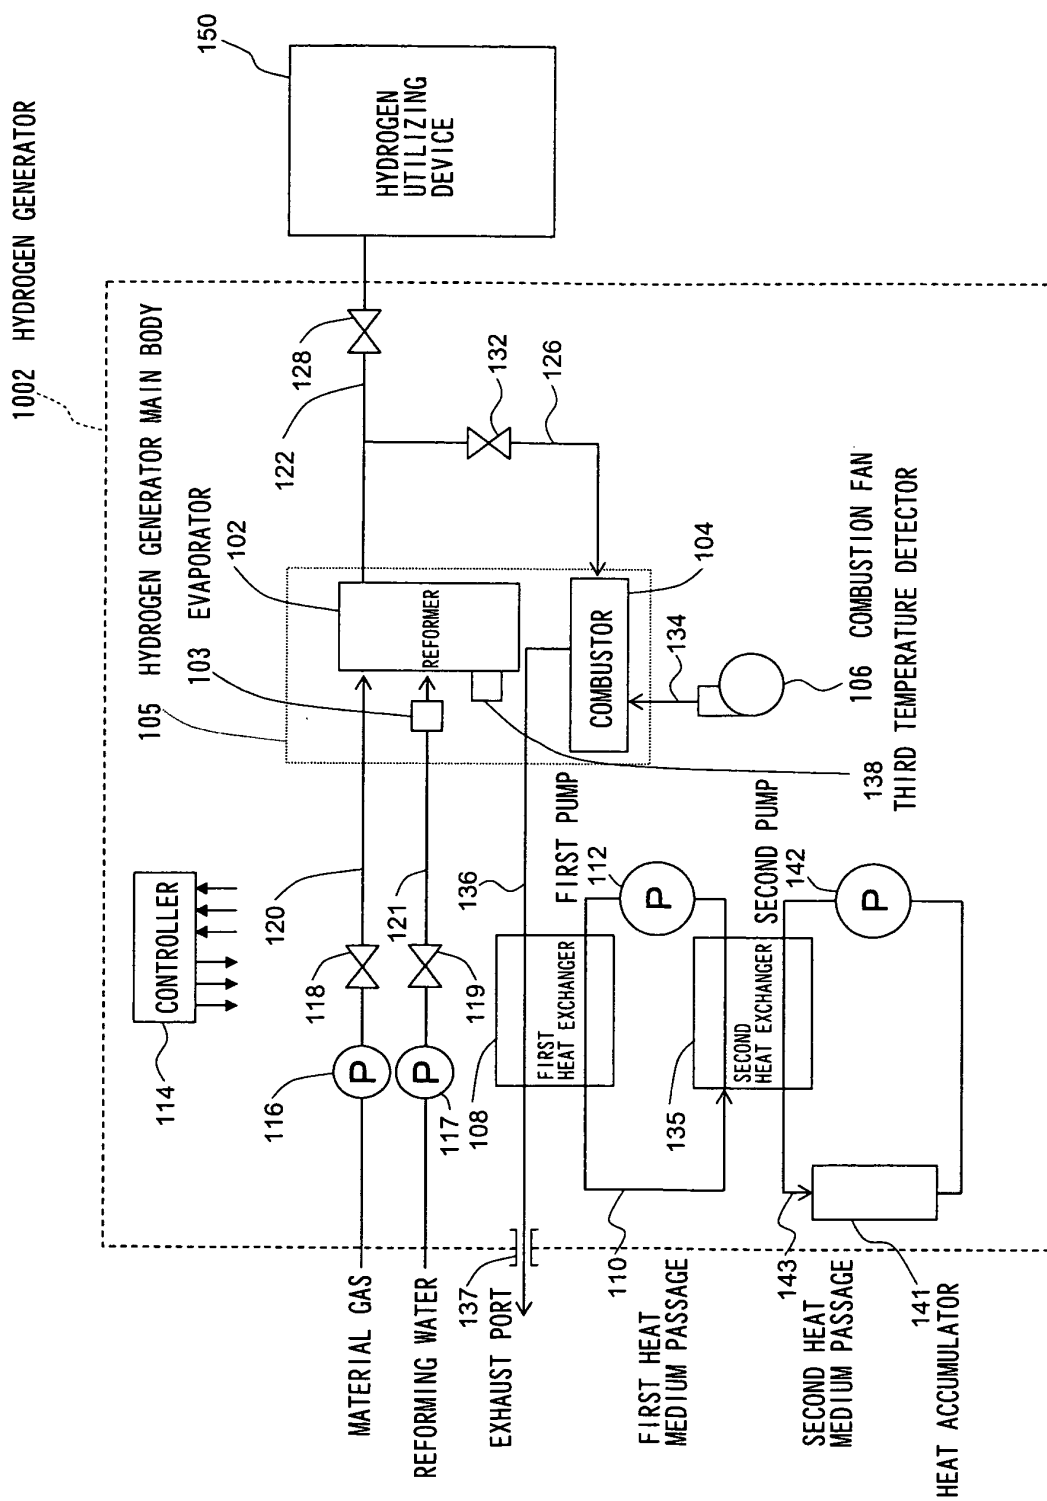 1002 HYDROGEN GENERATOR
150
HYDROGEN
UTILIZING
DEVICE
105 HYDROGEN GENERATOR MAIN BODY
103 EVAPORATOR
102
122
128
132
126
REFORMER
104
COMBUSTOR
134
106 COMBUSTION FAN
138
THIRD TEMPERATURE DETECTOR
CONTROLLER
114
120
118
116
P
121
119
117
P
MATERIAL GAS
REFORMING WATER
136
108
FIRST
HEAT EXCHANGER
FIRST PUMP
112
P
137
EXHAUST PORT
110
FIRST HEAT
MEDIUM PASSAGE
135
SECOND
HEAT EXCHANGER
SECOND PUMP
142
P
143
SECOND HEAT
MEDIUM PASSAGE
141
HEAT ACCUMULATOR